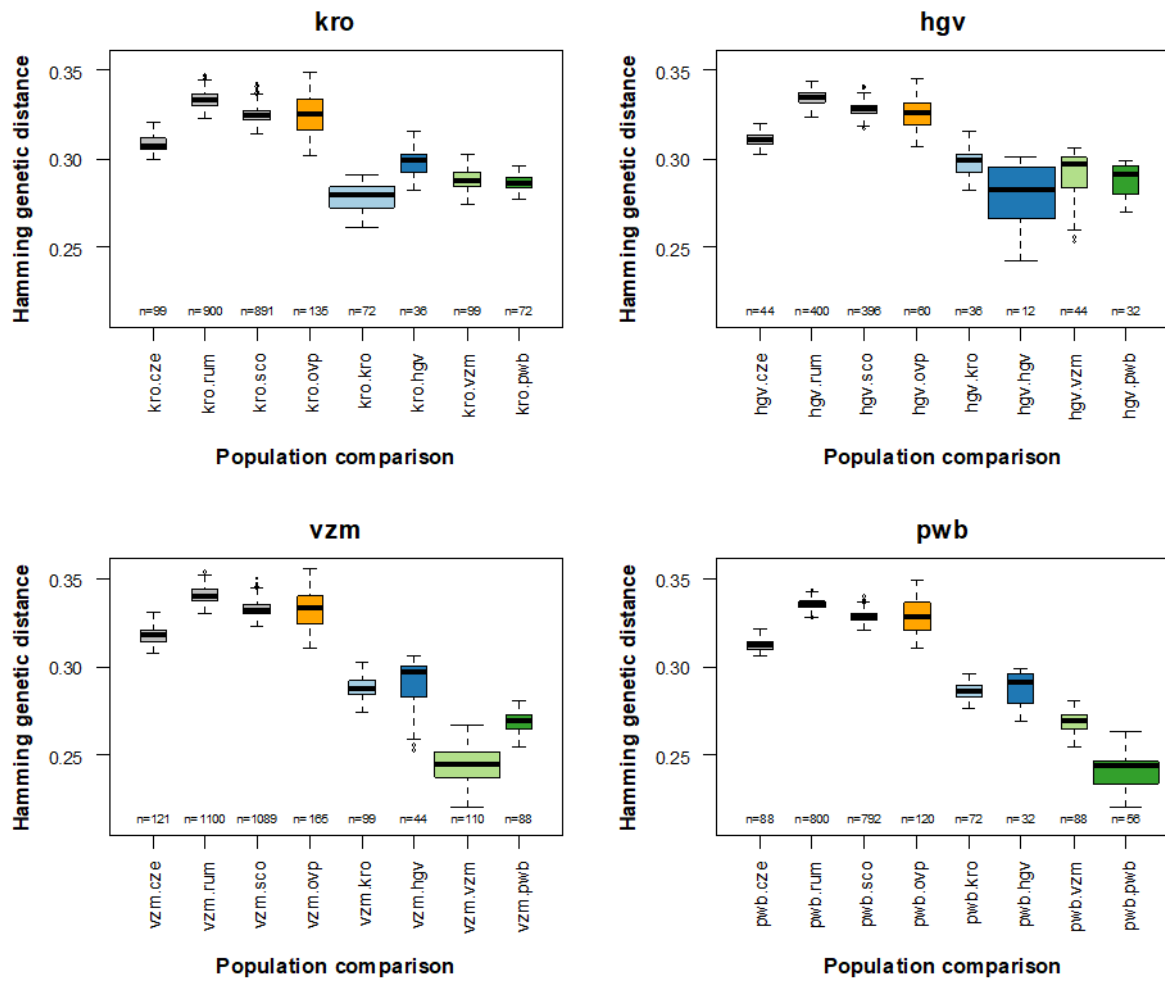 kro
Hamming genetic distance
0.35
0.30
0.25
n=99 n=900 n=891 n=135 n=72 n=36 n=99 n=72
kro.cze kro.rum kro.sco kro.ovp kro.kro kro.hgv kro.vzm kro.pwb
Population comparison
hgv
Hamming genetic distance
0.35
0.30
0.25
n=44 n=400 n=396 n=60 n=36 n=12 n=44 n=32
hgv.cze hgv.rum hgv.sco hgv.ovp hgv.kro hgv.hgv hgv.vzm hgv.pwb
Population comparison
vzm
Hamming genetic distance
0.35
0.30
0.25
n=121 n=1100 n=1089 n=165 n=99 n=44 n=110 n=88
vzm.cze vzm.rum vzm.sco vzm.ovp vzm.kro vzm.hgv vzm.vzm vzm.pwb
Population comparison
pwb
Hamming genetic distance
0.35
0.30
0.25
n=88 n=800 n=792 n=120 n=72 n=32 n=88 n=56
pwb.cze pwb.rum pwb.sco pwb.ovp pwb.kro pwb.hgv pwb.vzm pwb.pwb
Population comparison